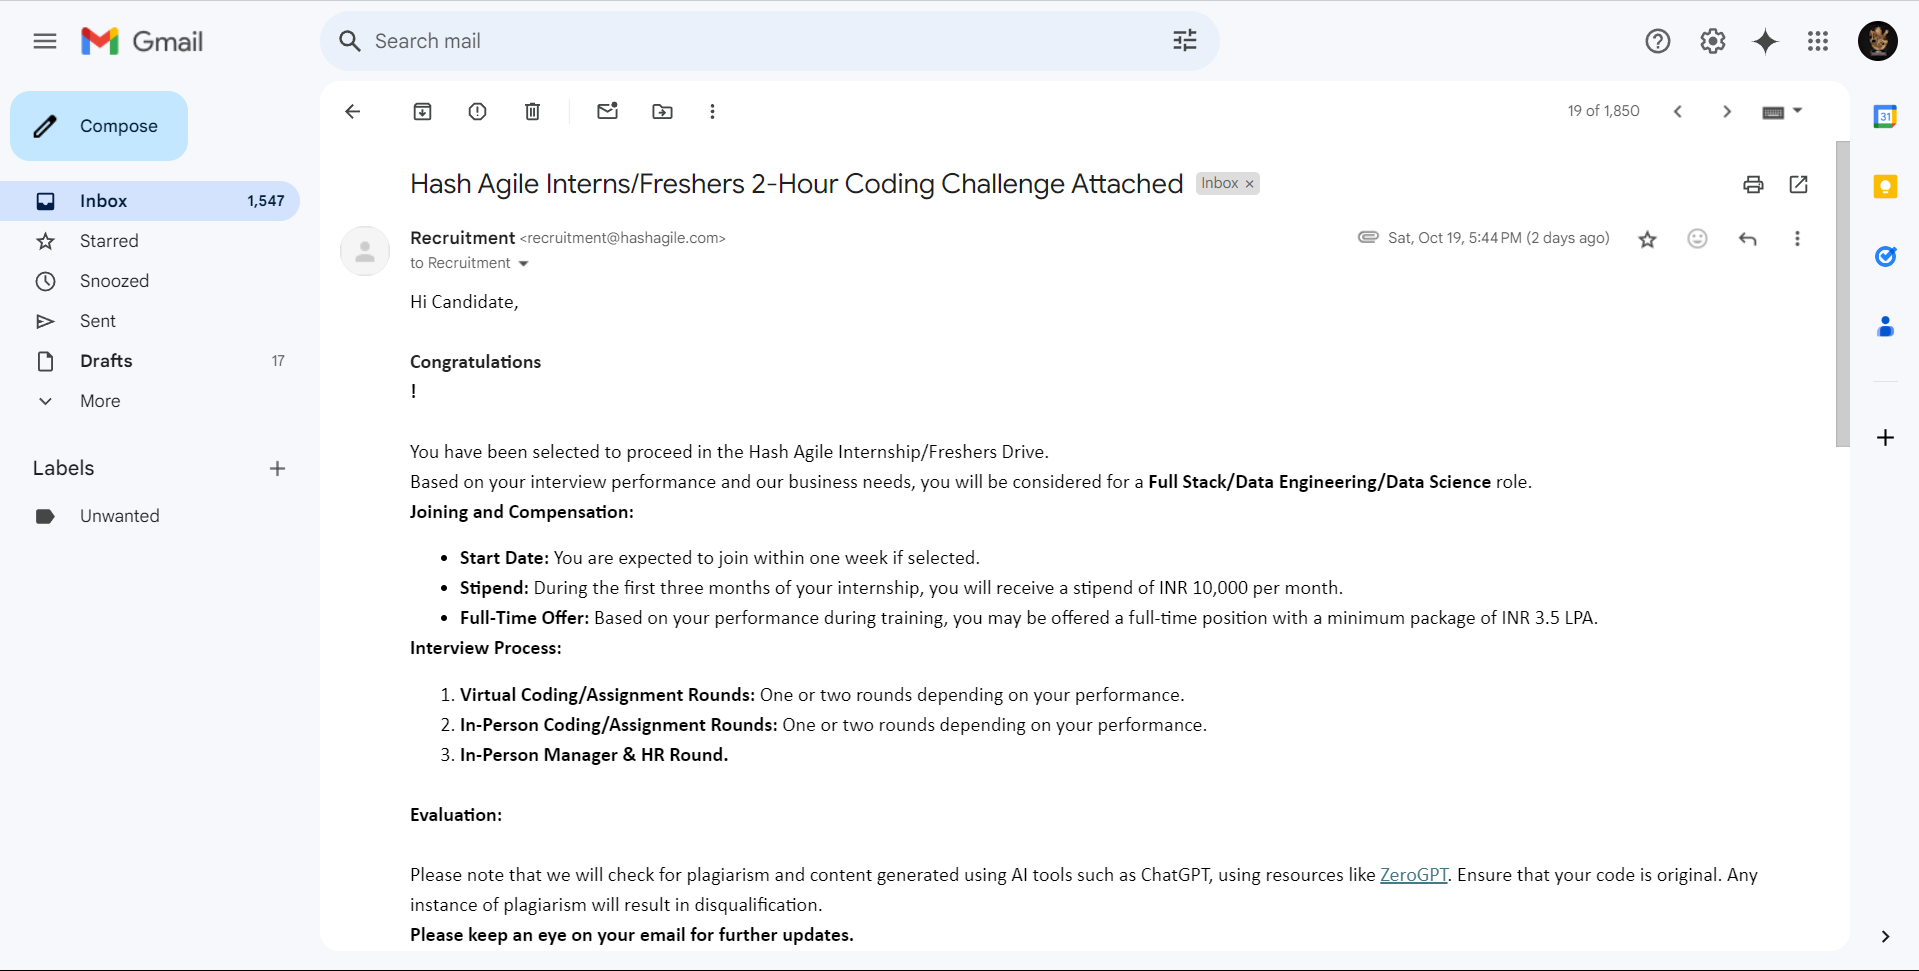 Gmail
Search mail
Compose
19 of 1,850
31
Inbox 1,547
Starred
Snoozed
Sent
Drafts 17
More
Labels
Unwanted
Hash Agile Interns/Freshers 2-Hour Coding Challenge Attached Inbox ×
Recruitment <recruitment@hashagile.com> Sat, Oct 19, 5:44 PM (2 days ago)
to Recruitment
Hi Candidate,
Congratulations
!
You have been selected to proceed in the Hash Agile Internship/Freshers Drive.
Based on your interview performance and our business needs, you will be considered for a Full Stack/Data Engineering/Data Science role.
Joining and Compensation:
• Start Date: You are expected to join within one week if selected.
• Stipend: During the first three months of your internship, you will receive a stipend of INR 10,000 per month.
• Full-Time Offer: Based on your performance during training, you may be offered a full-time position with a minimum package of INR 3.5 LPA.
Interview Process:
1. Virtual Coding/Assignment Rounds: One or two rounds depending on your performance.
2. In-Person Coding/Assignment Rounds: One or two rounds depending on your performance.
3. In-Person Manager & HR Round.
Evaluation:
Please note that we will check for plagiarism and content generated using AI tools such as ChatGPT, using resources like ZeroGPT. Ensure that your code is original. Any
instance of plagiarism will result in disqualification.
Please keep an eye on your email for further updates.